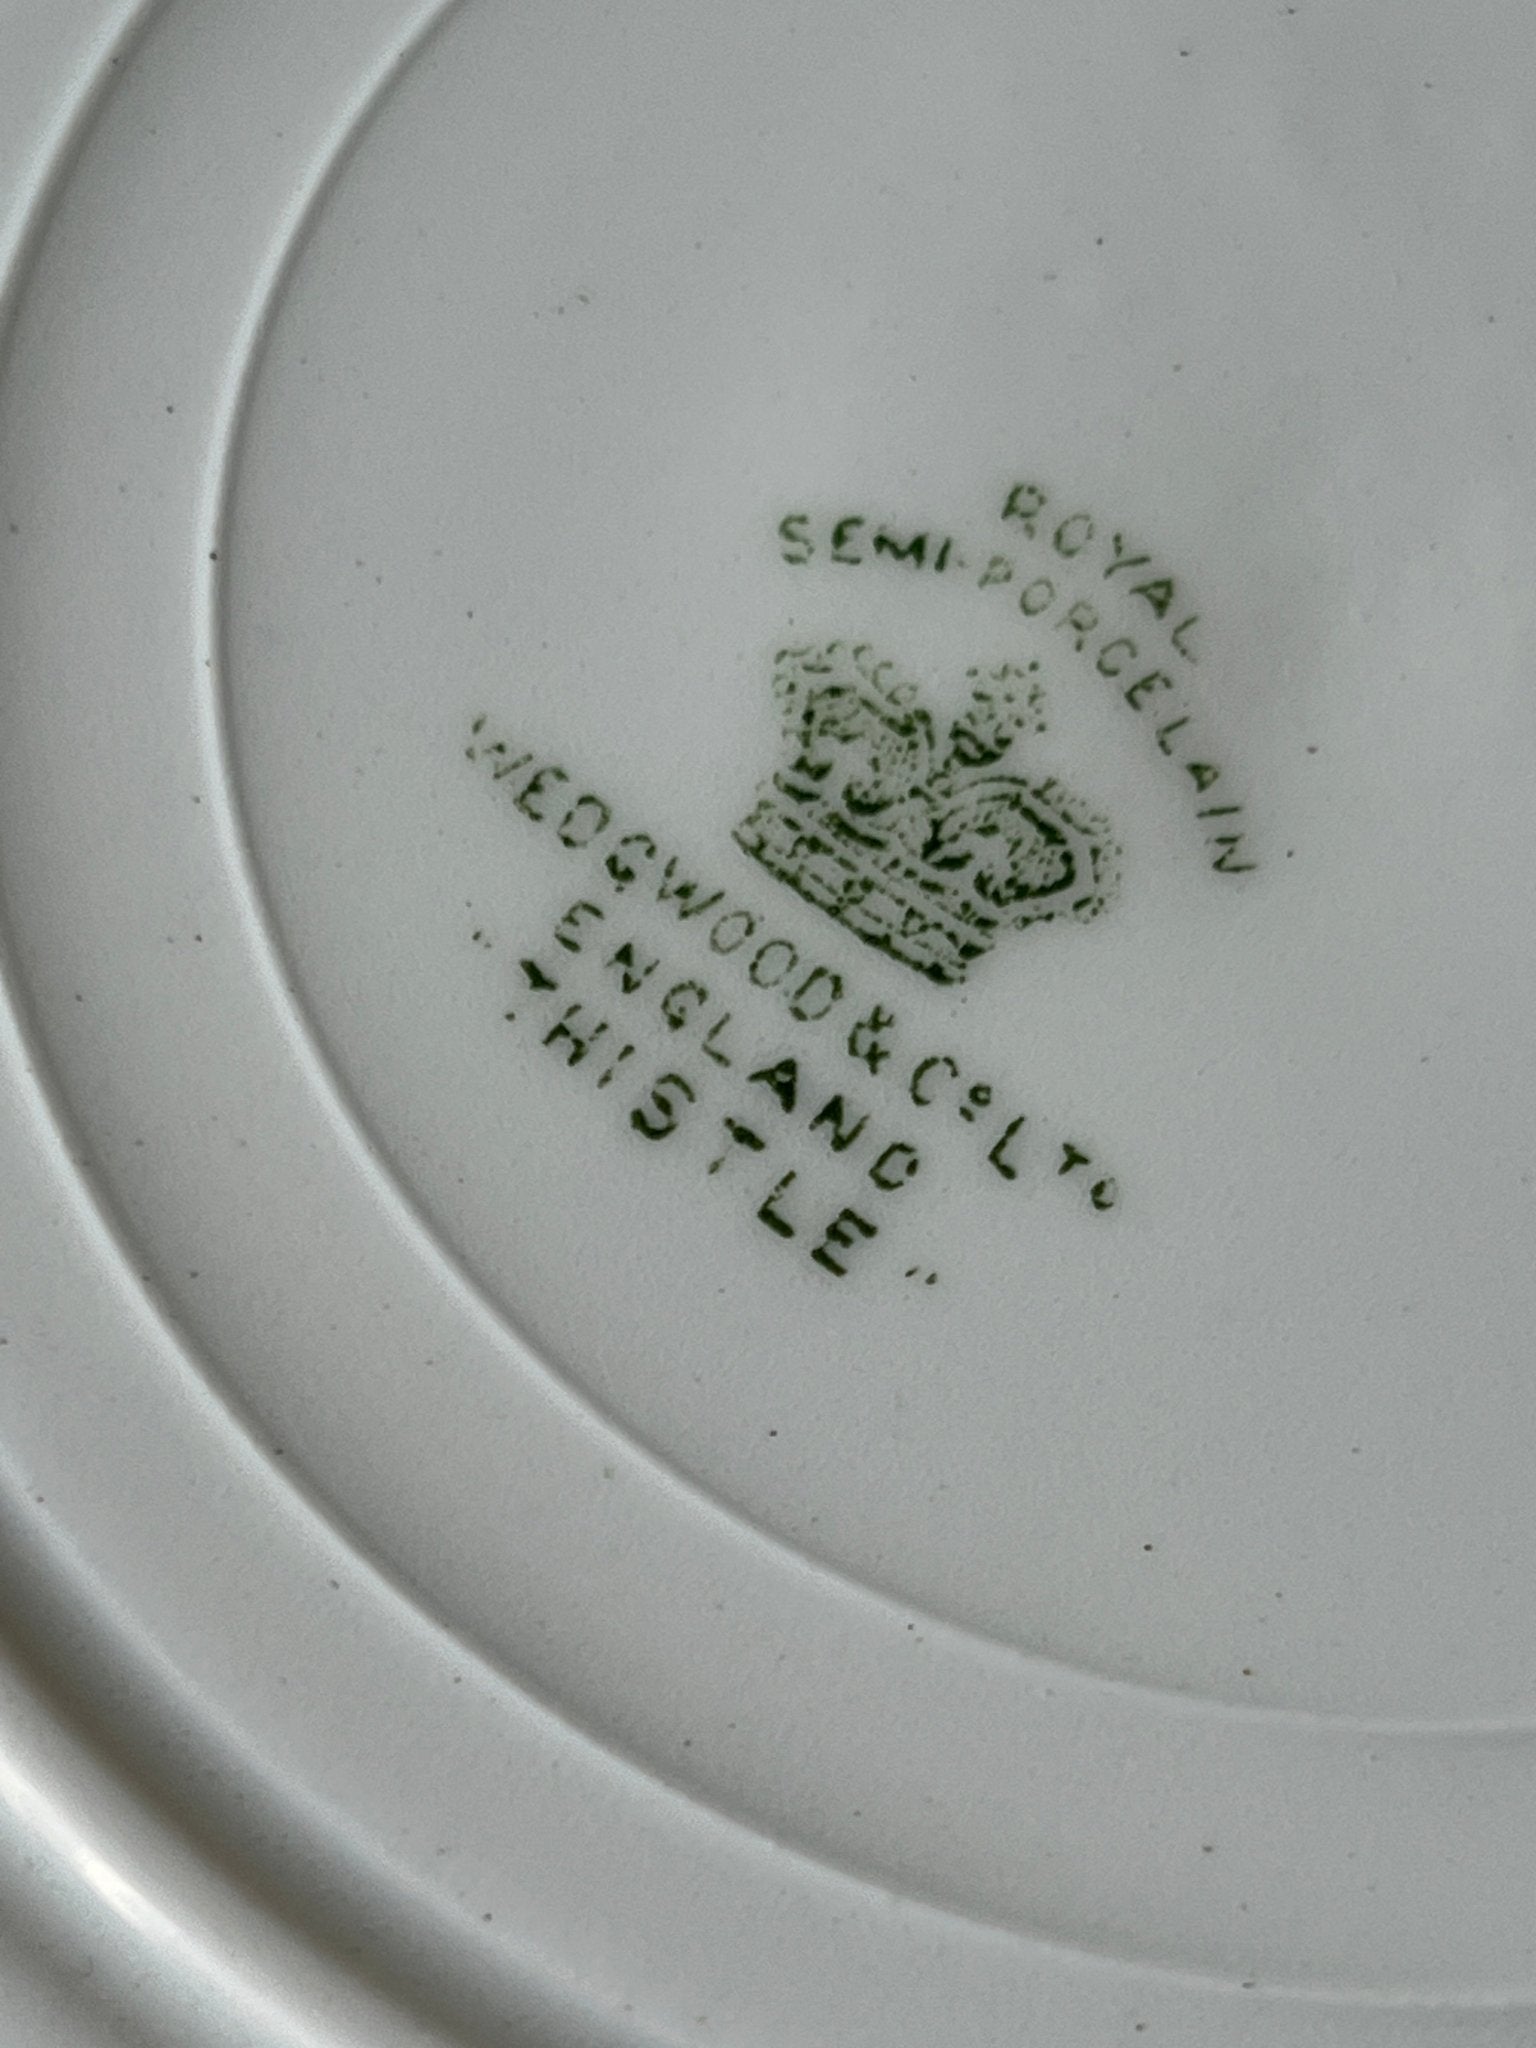 ROYAL
SEMI-PORCELAIN
WEDGWOOD & Cº LTD
ENGLAND
"THISTLE"